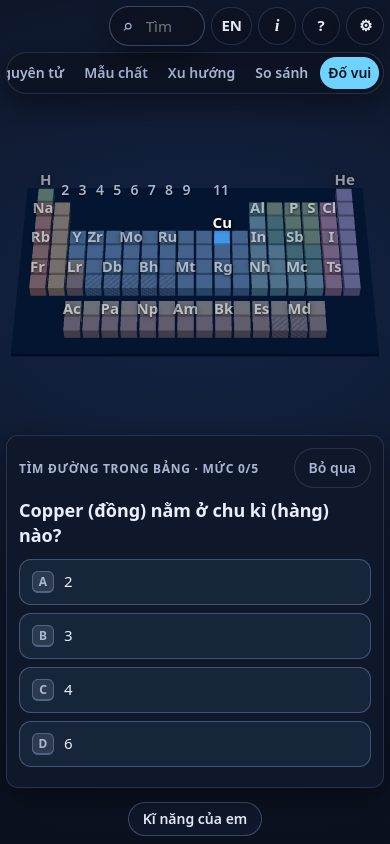 Tìm
EN
i
?
guyên tử
Mẫu chất
Xu hướng
So sánh
Đố vui
H
He
2 3 4 5 6 7 8 9 11
Na Al P S Cl
Cu
Rb Y Zr Mo Ru In Sb I
Fr Lr Db Bh Mt Rg Nh Mc Ts
Ac Pa Np Am Bk Es Md
TÌM ĐƯỜNG TRONG BẢNG · MỨC 0/5
Bỏ qua
Copper (đồng) nằm ở chu kì (hàng)
nào?
A 2
B 3
C 4
D 6
Kĩ năng của em